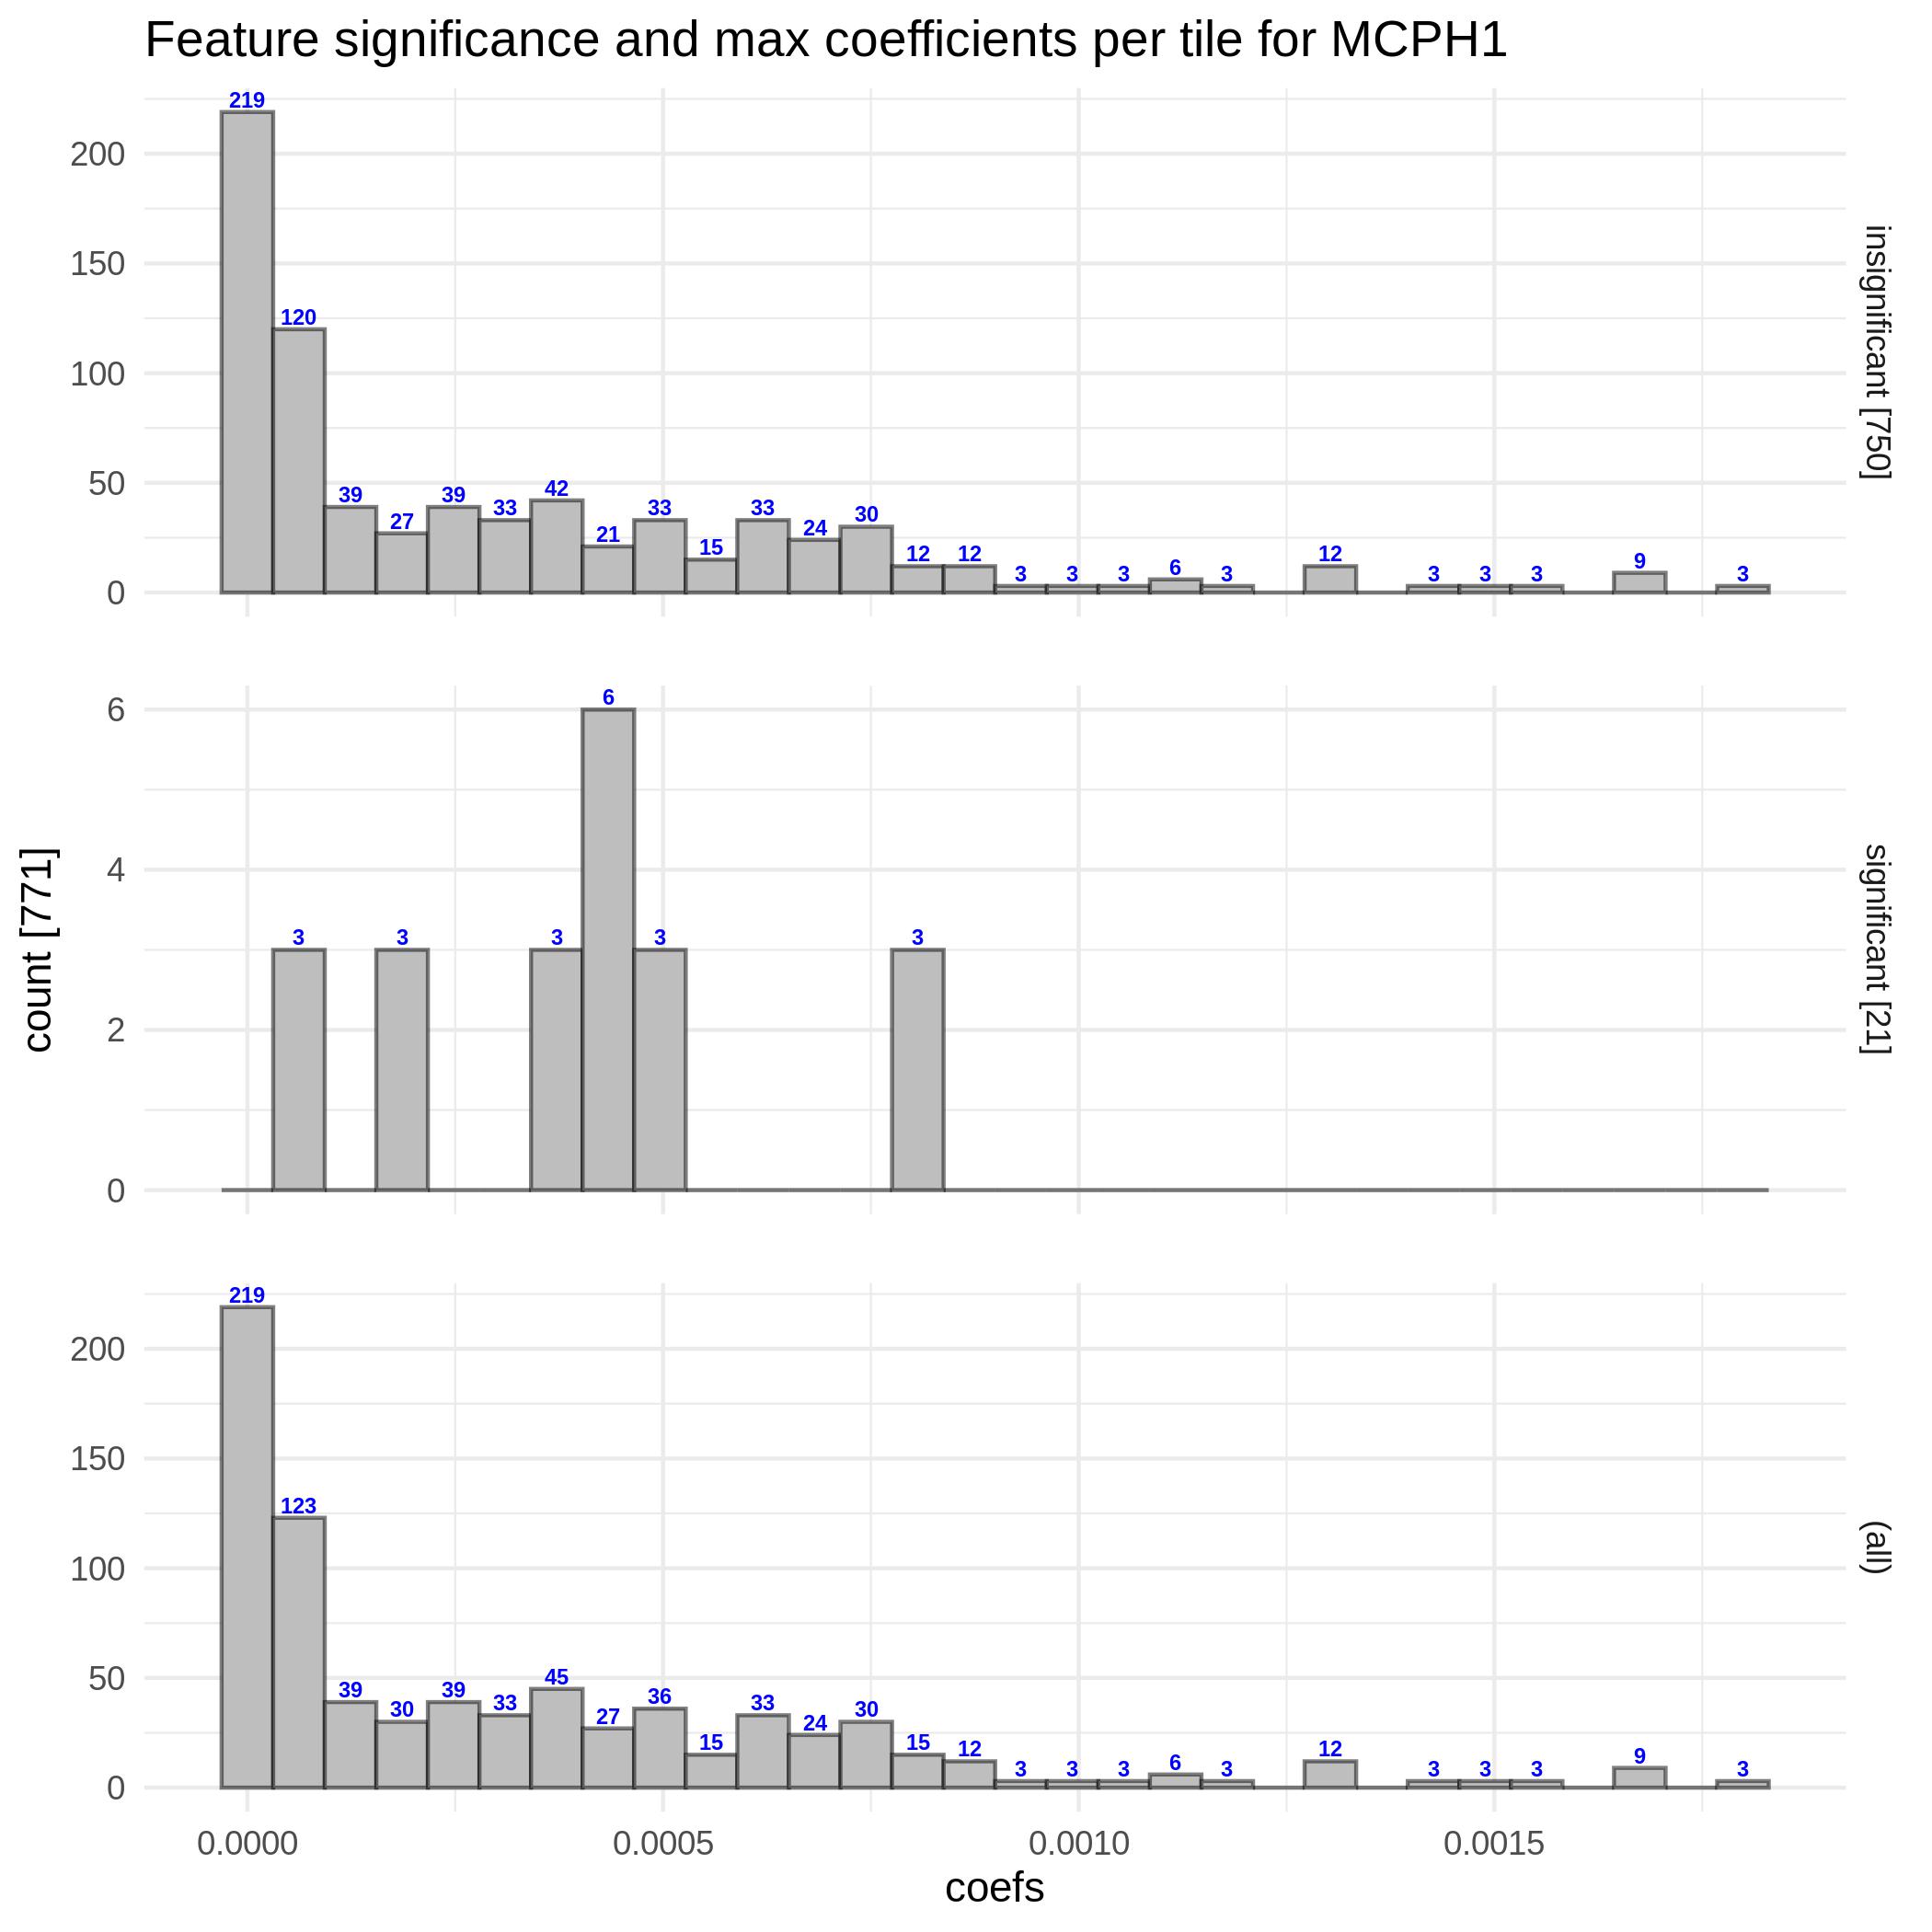 Feature significance and max coefficients per tile for MCPH1
219
200
120
150
100
50
0
39 27 39 33 42 21 33 15 33 24 30 12 12 3 3 3 6 3 12 3 3 3 9 3
insignificant [750]
6
6
4
2
0
3 3 3 3 3
count [771]
significant [21]
219
200
123
150
100
50
0
39 30 39 33 45 27 36 15 33 24 30 15 12 3 3 3 6 3 12 3 3 3 9 3
(all)
0.0000 0.0005 0.0010 0.0015
coefs